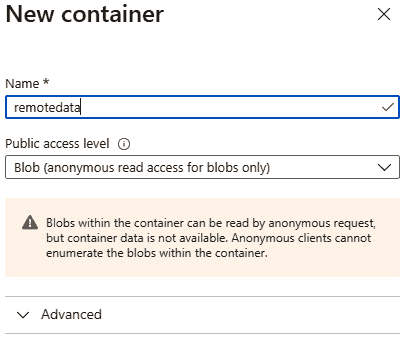 New container
Name *
remotedata
Public access level
Blob (anonymous read access for blobs only)
Blobs within the container can be read by anonymous request,
but container data is not available. Anonymous clients cannot
enumerate the blobs within the container.
Advanced